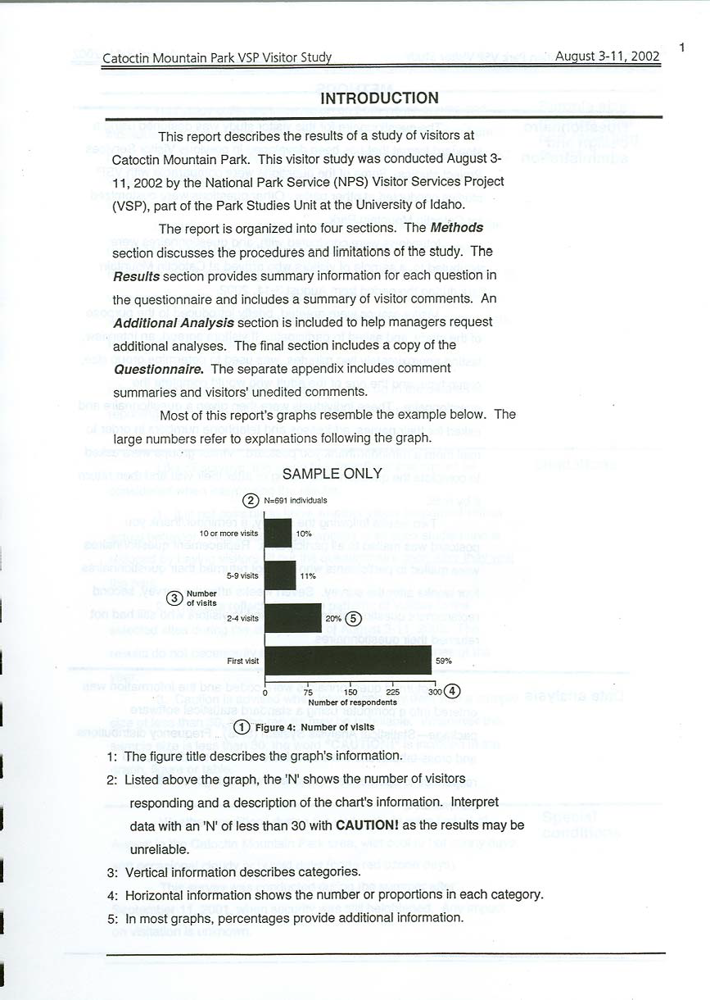 Catoctin Mountain Park VSP Visitor Study August 3-11, 2002 1
INTRODUCTION
This report describes the results of a study of visitors at
Catoctin Mountain Park. This visitor study was conducted August 3-
11, 2002 by the National Park Service (NPS) Visitor Services Project
(VSP), part of the Park Studies Unit at the University of Idaho.
The report is organized into four sections. The Methods
section discusses the procedures and limitations of the study. The
Results section provides summary information for each question in
the questionnaire and includes a summary of visitor comments. An
Additional Analysis section is included to help managers request
additional analyses. The final section includes a copy of the
Questionnaire. The separate appendix includes comment
summaries and visitors' unedited comments.
Most of this report's graphs resemble the example below. The
large numbers refer to explanations following the graph.
SAMPLE ONLY
2 N=691 individuals
10 or more visits 10%
5-9 visits 11%
3 Number
of visits
2-4 visits 20% 5
First visit 59%
0 75 150 225 300 4
Number of respondents
1 Figure 4: Number of visits
1: The figure title describes the graph's information.
2: Listed above the graph, the 'N' shows the number of visitors
responding and a description of the chart's information. Interpret
data with an 'N' of less than 30 with CAUTION! as the results may be
unreliable.
3: Vertical information describes categories.
4: Horizontal information shows the number or proportions in each category.
5: In most graphs, percentages provide additional information.